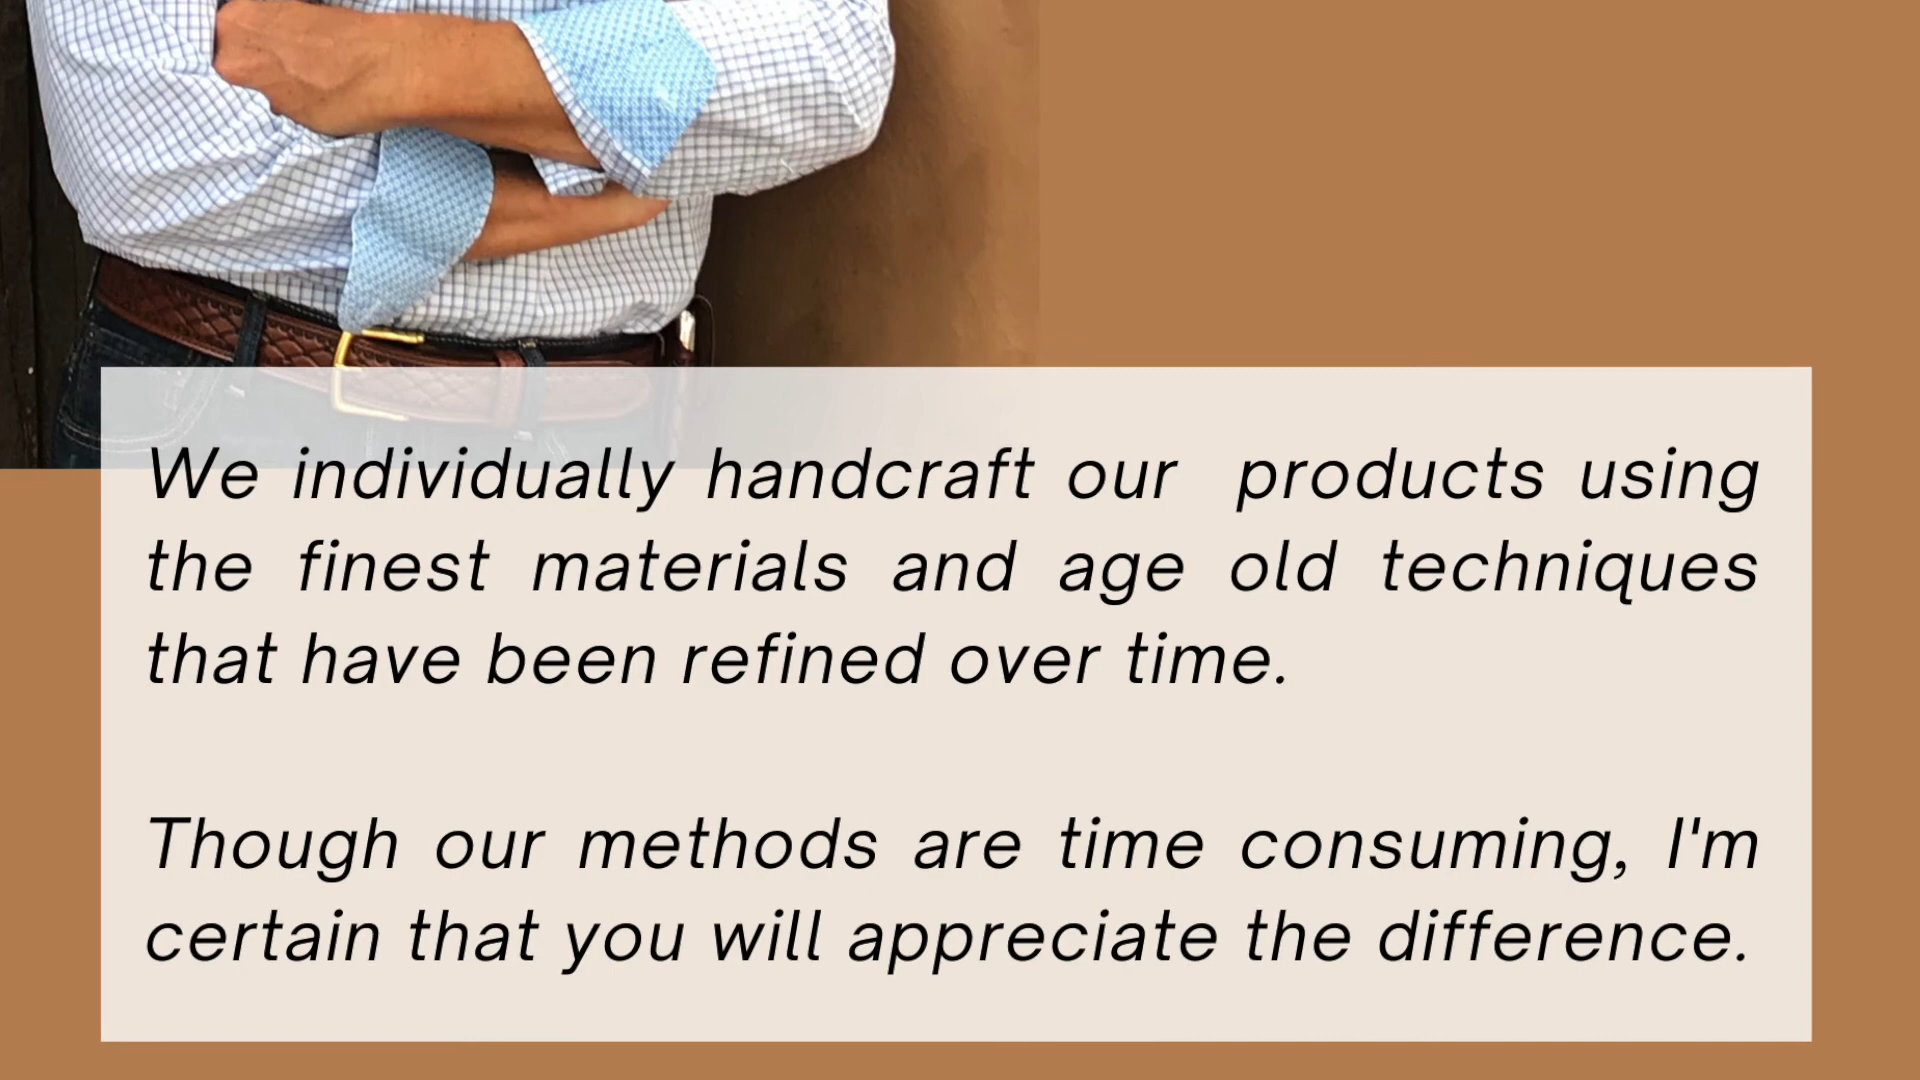 We individually handcraft our products using
the finest materials and age old techniques
that have been refined over time.
Though our methods are time consuming, I'm
certain that you will appreciate the difference.